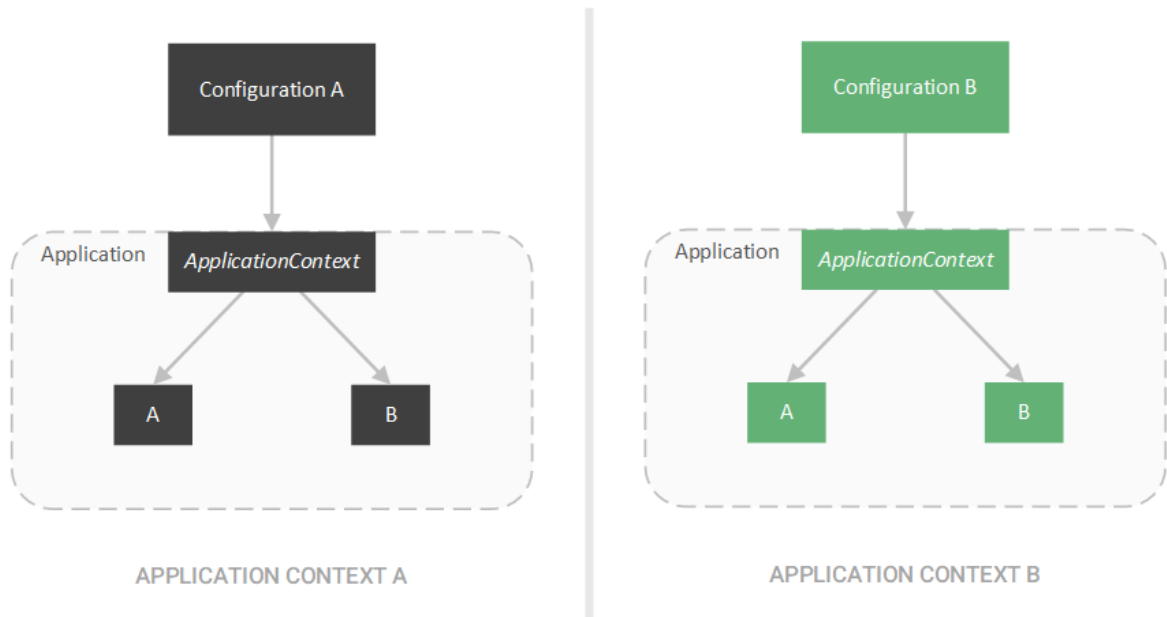 Configuration A
Application
ApplicationContext
A
B
APPLICATION CONTEXT A
Configuration B
Application
ApplicationContext
A
B
APPLICATION CONTEXT B